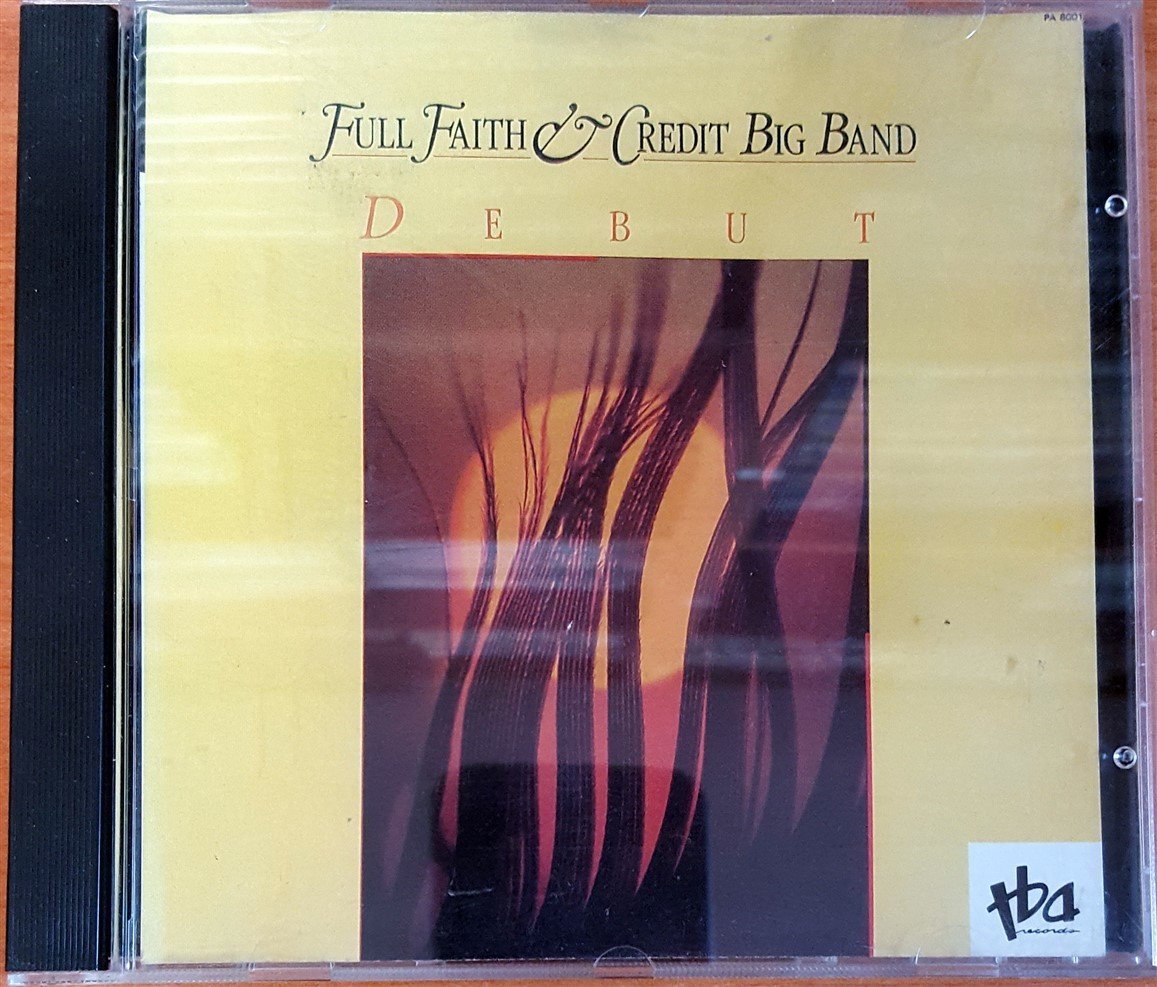 PA 8001
FULL FAITH & CREDIT BIG BAND
DEBUT
tba
records